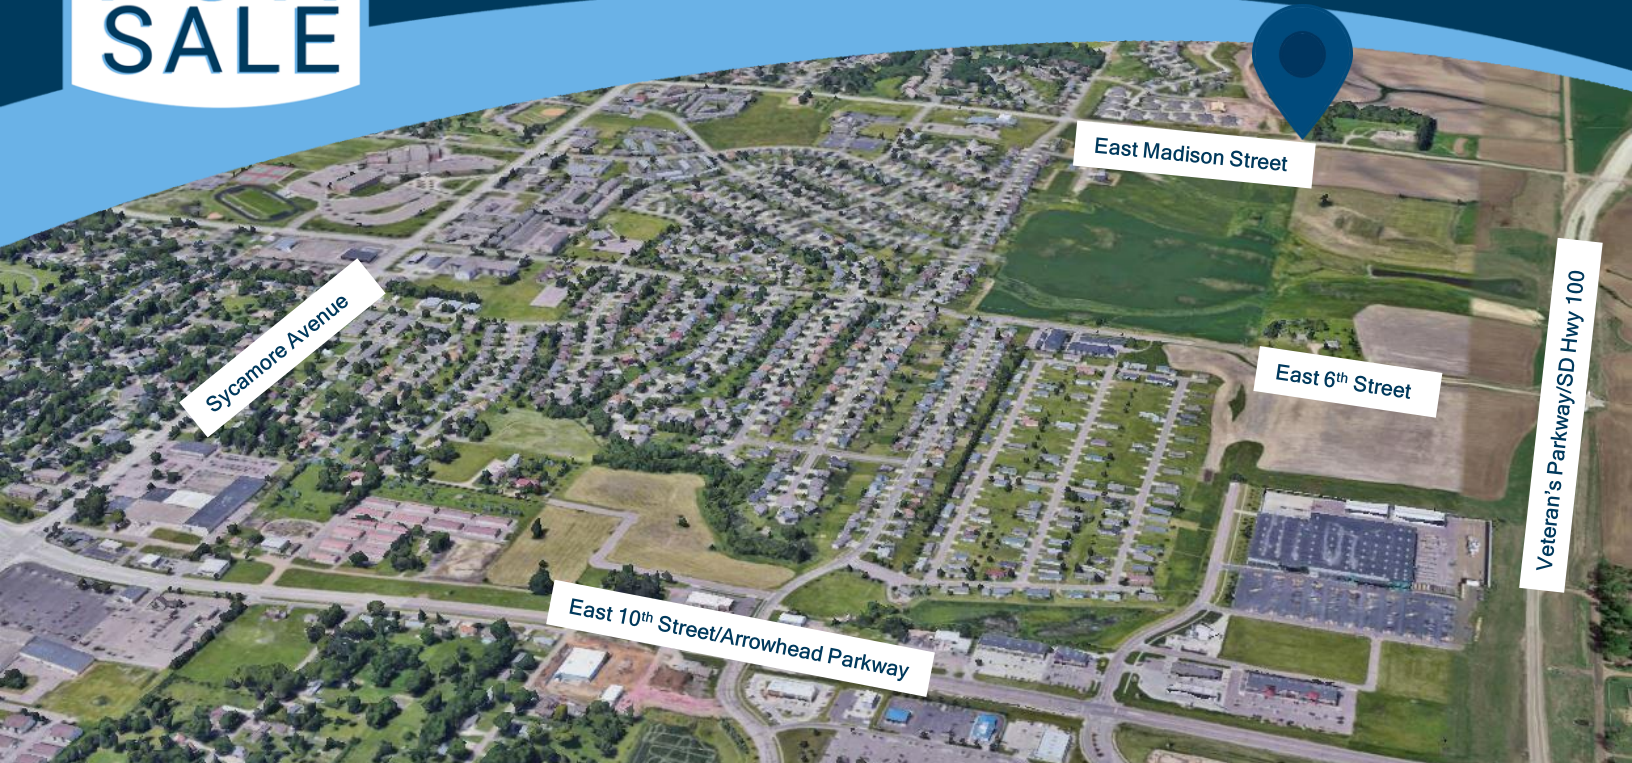 SALE
East Madison Street
Sycamore Avenue
East 6th Street
Veteran's Parkway/SD Hwy 100
East 10th Street/Arrowhead Parkway